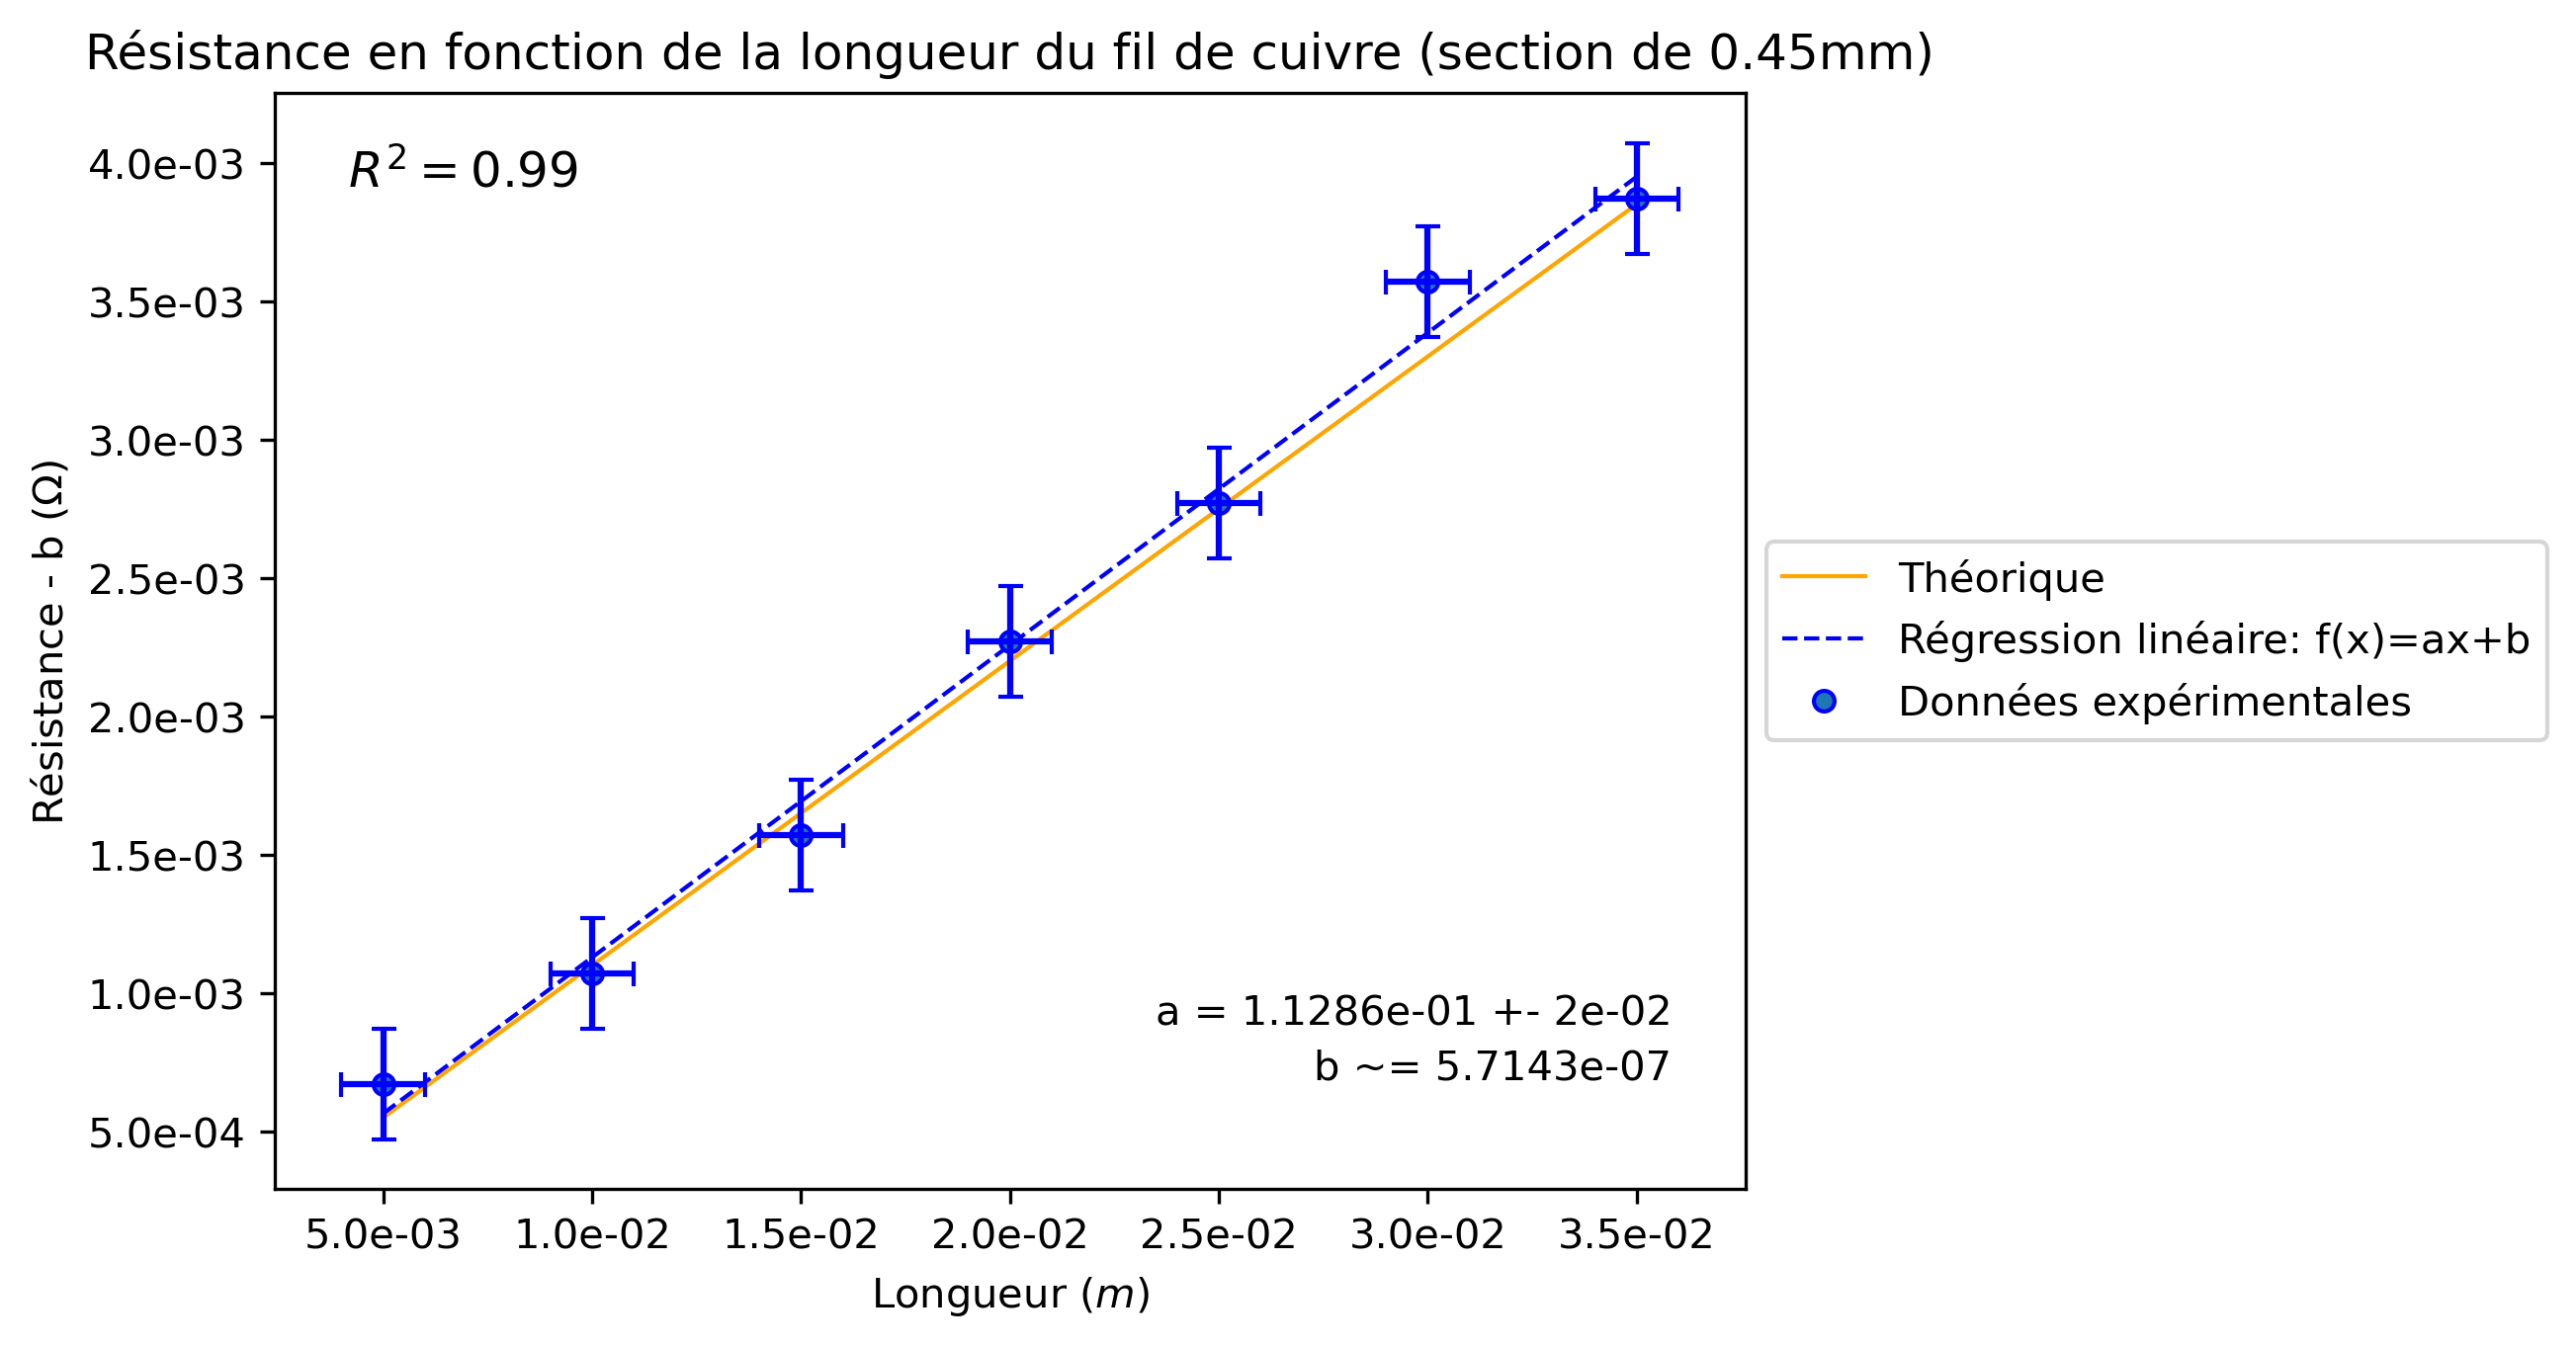 Résistance en fonction de la longueur du fil de cuivre (section de 0.45mm)
R² = 0.99
4.0e-03
3.5e-03
3.0e-03
2.5e-03
2.0e-03
1.5e-03
1.0e-03
5.0e-04
Résistance - b (Ω)
a = 1.1286e-01 +- 2e-02
b ~= 5.7143e-07
5.0e-03 1.0e-02 1.5e-02 2.0e-02 2.5e-02 3.0e-02 3.5e-02
Longueur (m)
Théorique
Régression linéaire: f(x)=ax+b
Données expérimentales